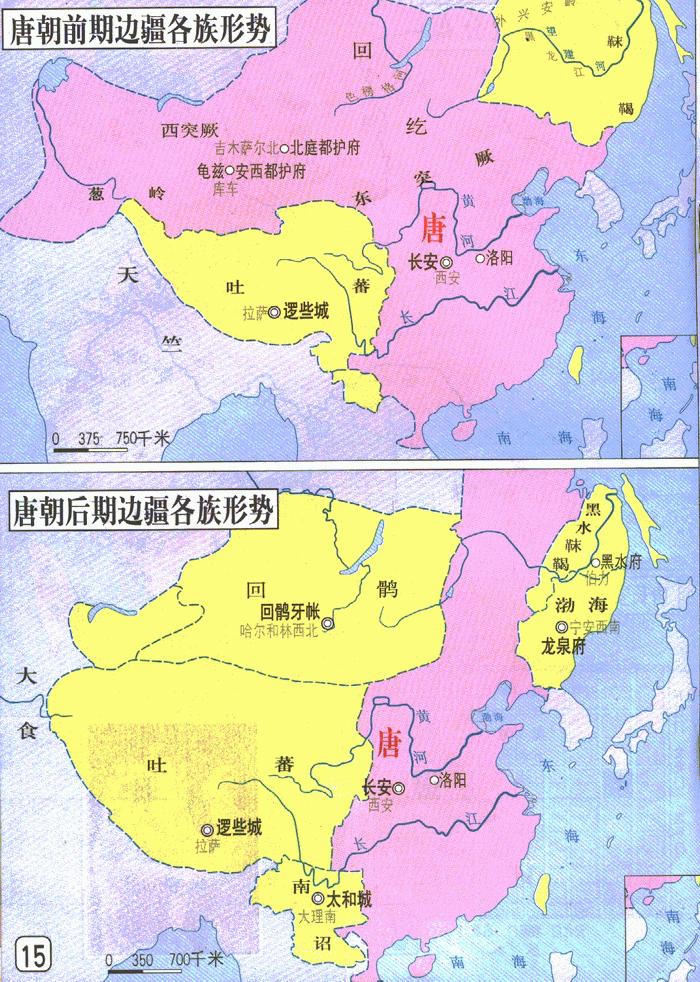 唐朝前期边疆各族形势
外兴安岭
黑
龙
江
望
建
河
靺
鞨
回
纥
西突厥
吉木萨尔北 北庭都护府
龟兹 安西都护府
库车
葱岭
东
突
厥
黄
河
渤海
唐
长安
西安
洛阳
天
竺
吐蕃
拉萨 逻些城
长江
东
海
南
海
南海
0 375 750千米
唐朝后期边疆各族形势
黑
水
靺
鞨
黑水府
伯力
渤海
宁安西南
龙泉府
回鹘
回鹘牙帐
哈尔和林西北
大
食
吐蕃
逻些城
拉萨
黄
河
渤海
唐
长安
西安
洛阳
长江
东
海
南
诏
太和城
大理南
南
海
南海
15
0 350 700千米